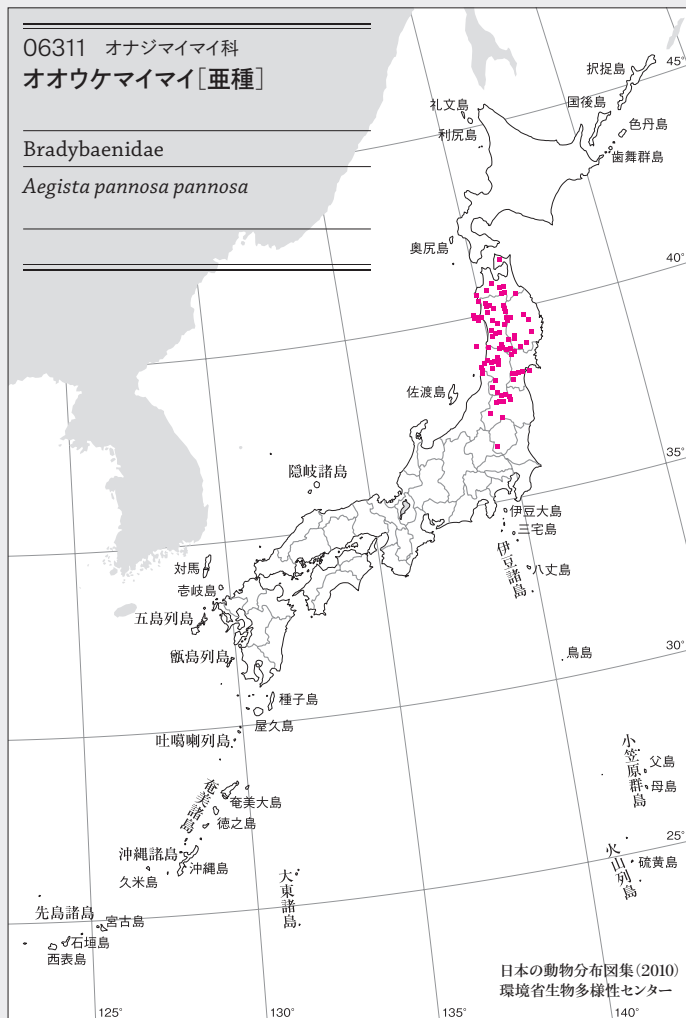 06311 オナジマイマイ科
オオウケマイマイ［亜種］
Bradybaenidae
Aegista pannosa pannosa
45°
択捉島
国後島
礼文島
色丹島
利尻島
歯舞群島
奥尻島
40°
佐渡島
35°
隠岐諸島
伊豆大島
三宅島
伊豆諸島
八丈島
対馬
壱岐島
五島列島
甑島列島
鳥島
30°
種子島
屋久島
吐噶喇列島
小笠原群島
父島
母島
奄美諸島
奄美大島
徳之島
25°
沖縄諸島
沖縄島
久米島
火山列島
硫黄島
大東諸島
先島諸島
宮古島
石垣島
西表島
日本の動物分布図集（2010）
環境省生物多様性センター
125°
130°
135°
140°